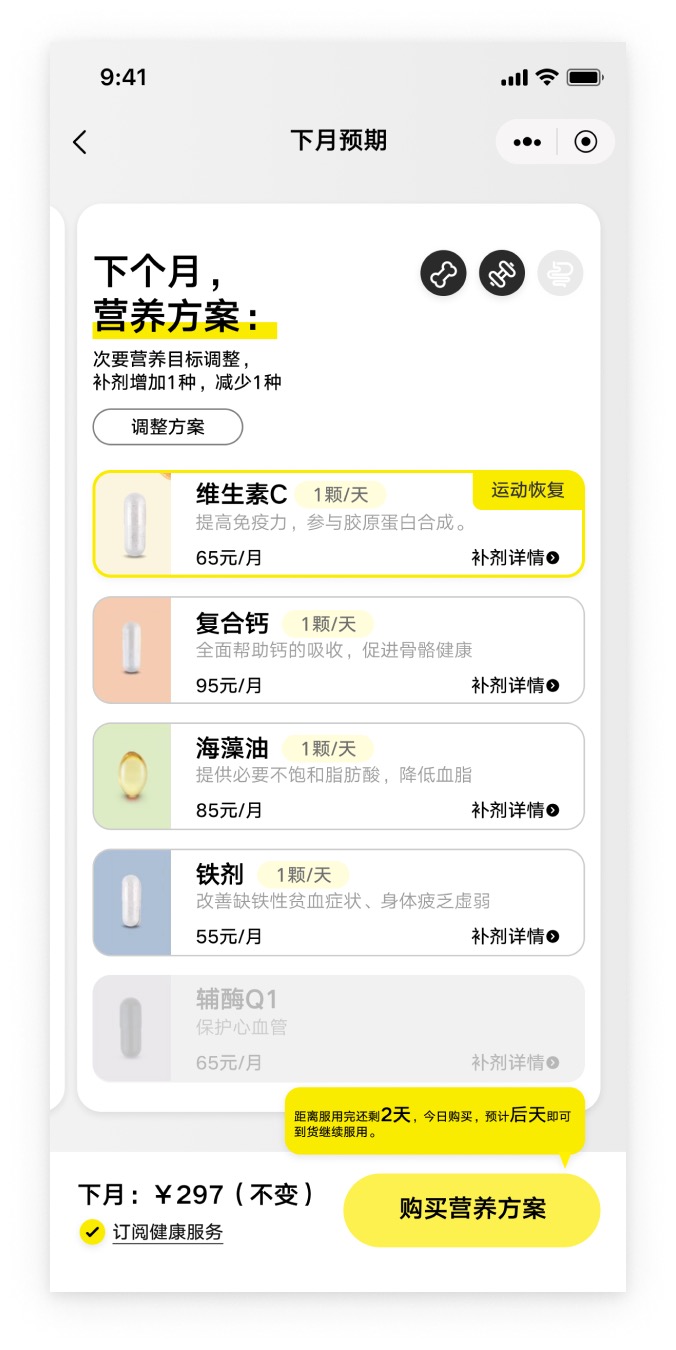 9:41
下月预期
下个月，
营养方案：
次要营养目标调整，
补剂增加1种，减少1种
调整方案
维生素C 1颗/天
运动恢复
提高免疫力，参与胶原蛋白合成。
65元/月 补剂详情
复合钙 1颗/天
全面帮助钙的吸收，促进骨骼健康
95元/月 补剂详情
海藻油 1颗/天
提供必要不饱和脂肪酸，降低血脂
85元/月 补剂详情
铁剂 1颗/天
改善缺铁性贫血症状、身体疲乏虚弱
55元/月 补剂详情
辅酶Q1
保护心血管
65元/月 补剂详情
距离服用完还剩2天，今日购买，预计后天即可
到货继续服用。
下月：￥297（不变）
订阅健康服务
购买营养方案